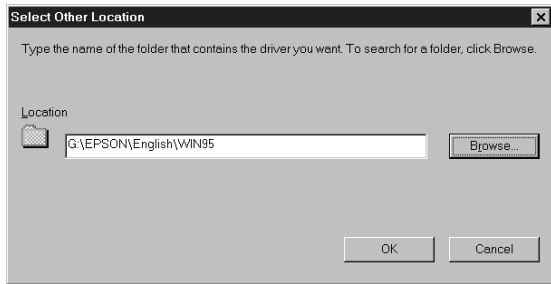 Select Other Location
Type the name of the folder that contains the driver you want. To search for a folder, click Browse.
Location
G:\EPSON\English\WIN95
Browse...
OK
Cancel